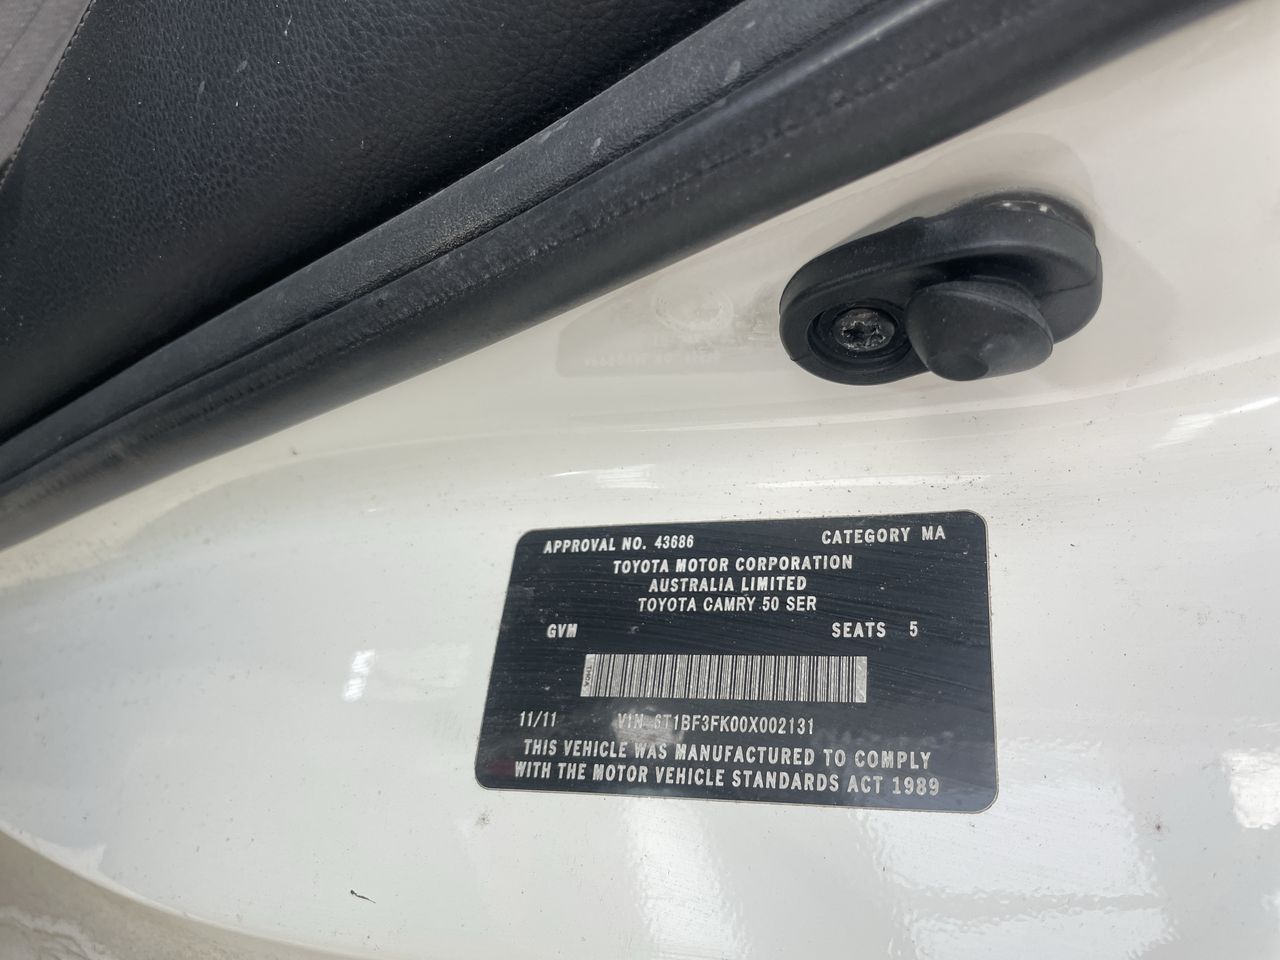 APPROVAL NO. 43686 CATEGORY MA
TOYOTA MOTOR CORPORATION
AUSTRALIA LIMITED
TOYOTA CAMRY 50 SER
GVM SEATS 5
11/11 VIN 6T1BF3FK00X002131
THIS VEHICLE WAS MANUFACTURED TO COMPLY
WITH THE MOTOR VEHICLE STANDARDS ACT 1989